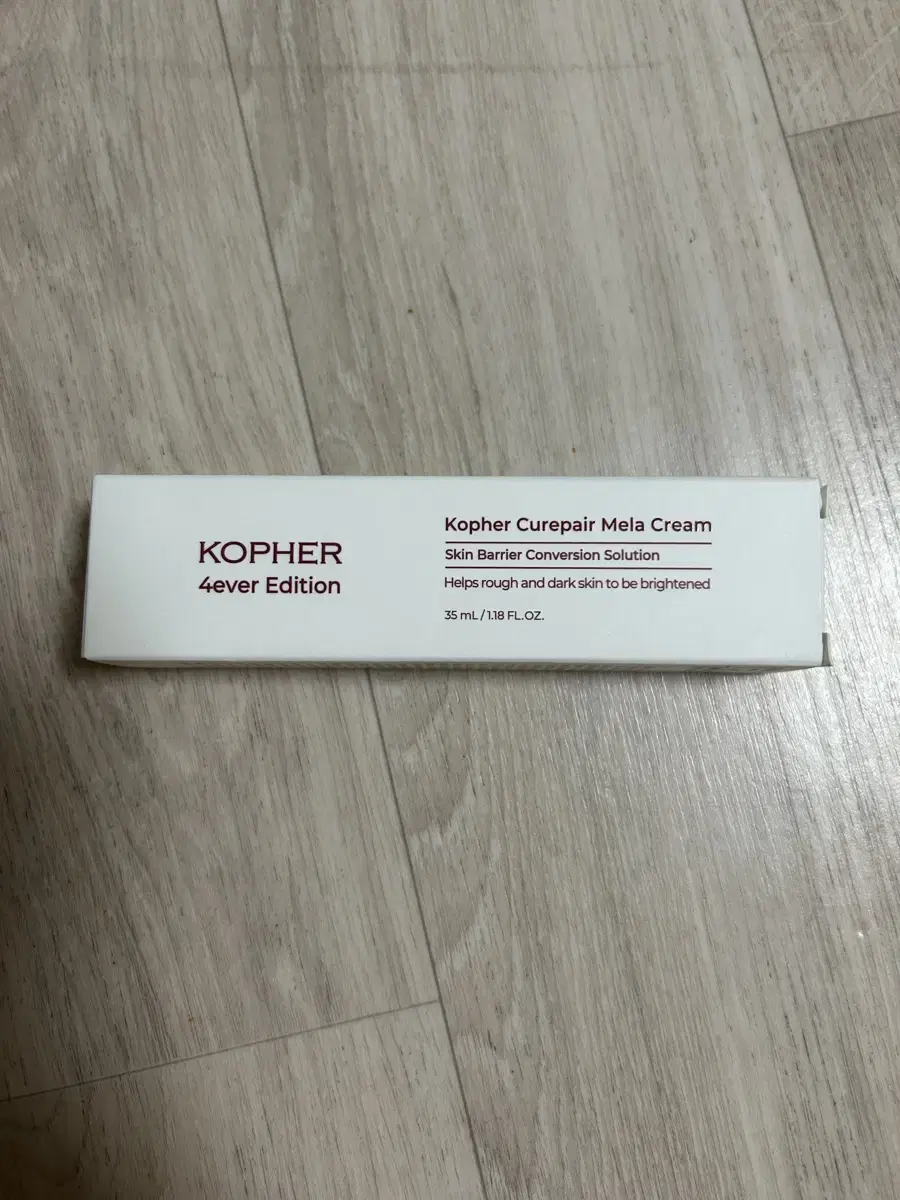 KOPHER
4ever Edition
Kopher Curepair Mela Cream
Skin Barrier Conversion Solution
Helps rough and dark skin to be brightened
35 mL / 1.18 FL.OZ.